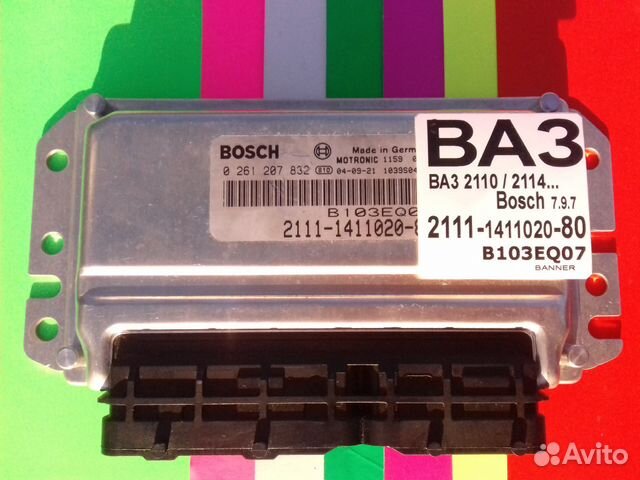 BOSCH
Made in Germ
MOTRONIC 1159
0 261 207 832 04-09-21 1039S04
B103EQ0
2111-1411020-8
ВАЗ
ВАЗ 2110 / 2114...
Bosch 7.9.7
2111-1411020-80
B103EQ07
BANNER
Avito